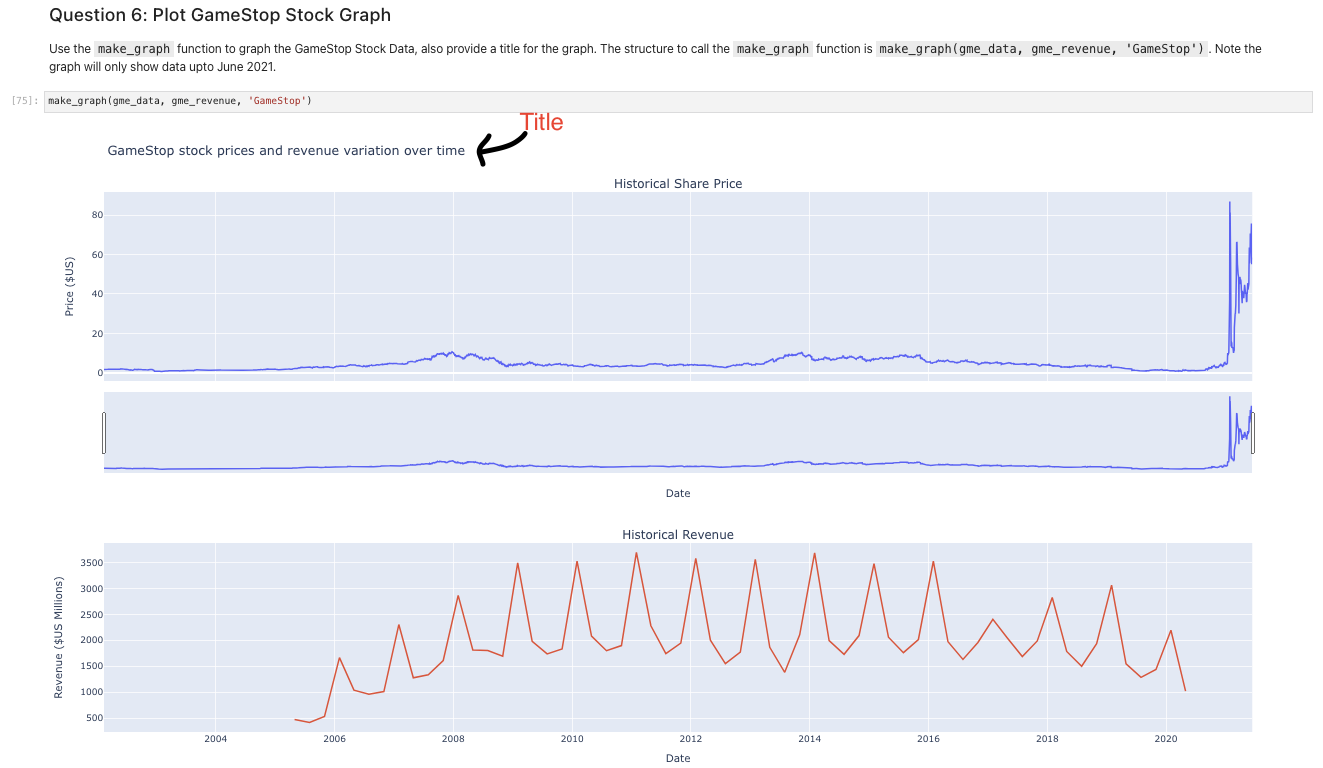 Question 6: Plot GameStop Stock Graph
Use the make_graph function to graph the GameStop Stock Data, also provide a title for the graph. The structure to call the make_graph function is make_graph(gme_data, gme_revenue, 'GameStop') . Note the
graph will only show data upto June 2021.
[75]: make_graph(gme_data, gme_revenue, 'GameStop')
Title
GameStop stock prices and revenue variation over time
Historical Share Price
80
60
40
20
0
Price ($US)
Date
Historical Revenue
3500
3000
2500
2000
1500
1000
500
Revenue ($US Millions)
2004 2006 2008 2010 2012 2014 2016 2018 2020
Date